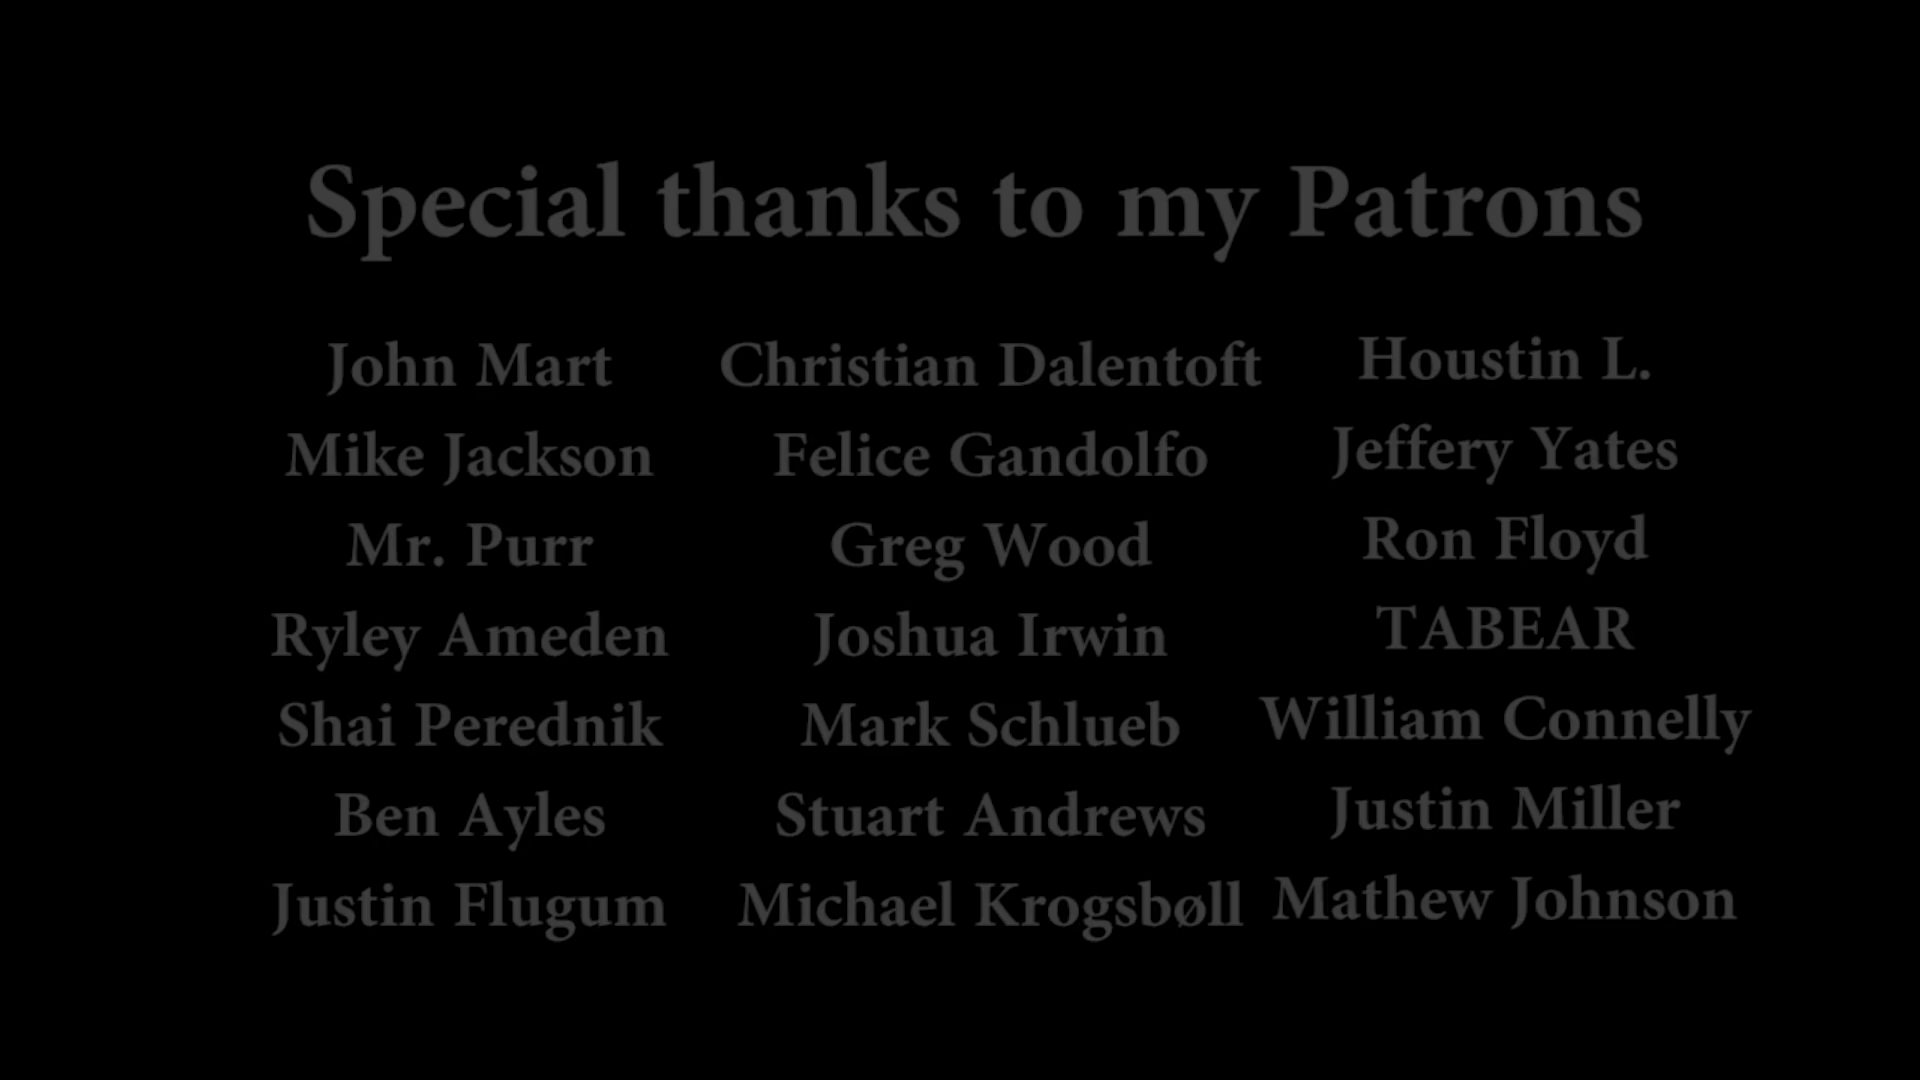 Special thanks to my Patrons
John Mart
Mike Jackson
Mr. Purr
Ryley Ameden
Shai Perednik
Ben Ayles
Justin Flugum
Christian Dalentoft
Felice Gandolfo
Greg Wood
Joshua Irwin
Mark Schlueb
Stuart Andrews
Michael Krogsbøll
Houstin L.
Jeffery Yates
Ron Floyd
TABEAR
William Connelly
Justin Miller
Mathew Johnson